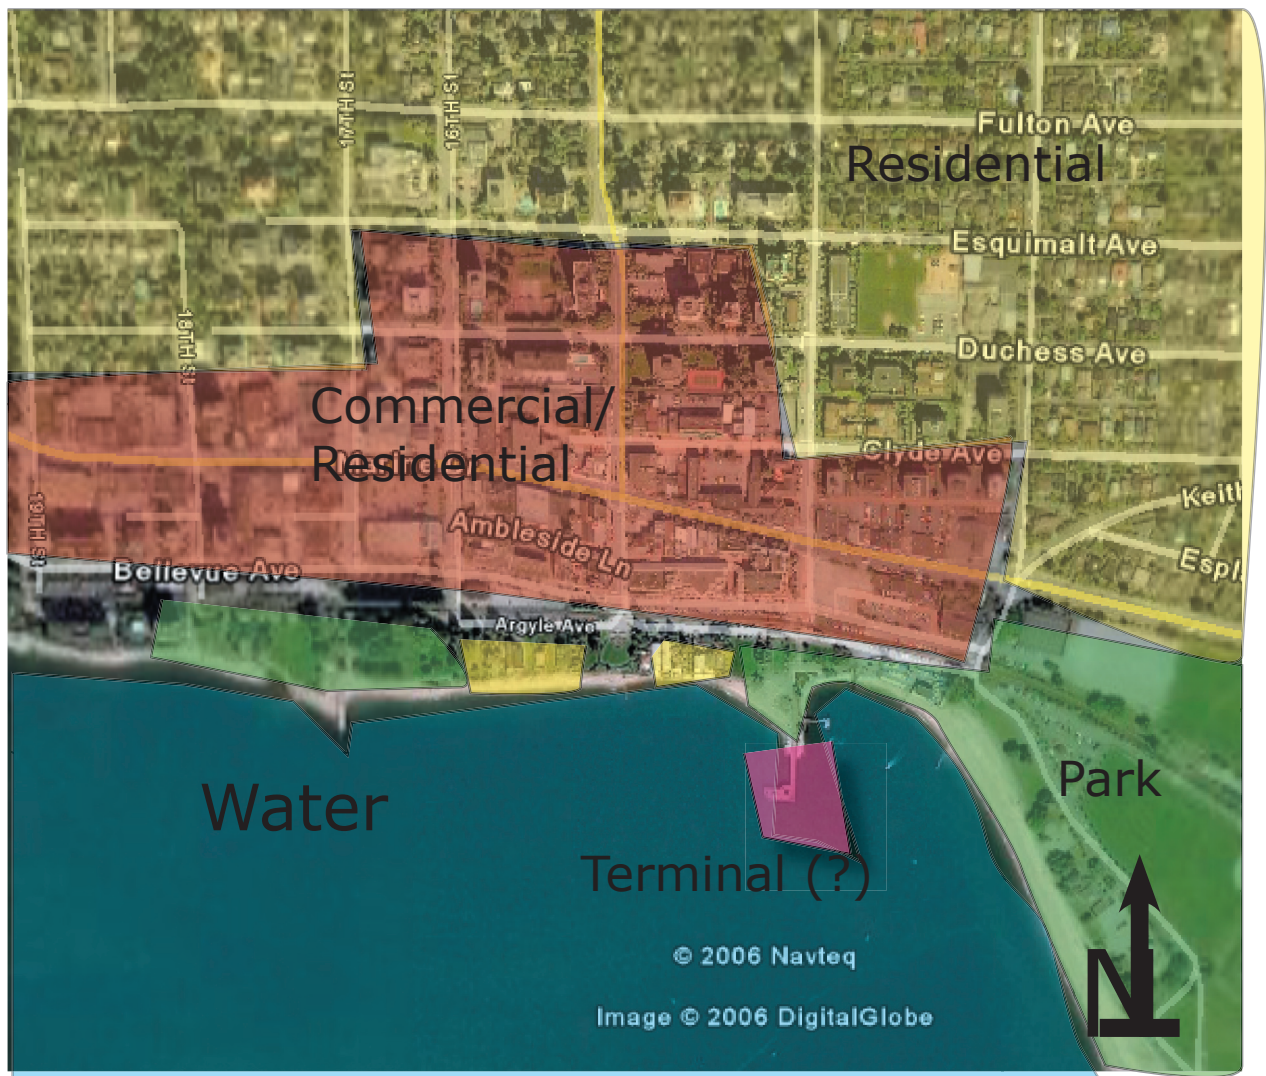 17TH St
16TH St
Fulton Ave
Residential
Esquimalt Ave
18TH St
Duchess Ave
Commercial/
Residential
Clyde Ave
19TH St
Keith
Ambleside Ln
Espl
Bellevue Ave
Argyle Ave
Water
Park
Terminal (?)
© 2006 Navteq
N
Image © 2006 DigitalGlobe